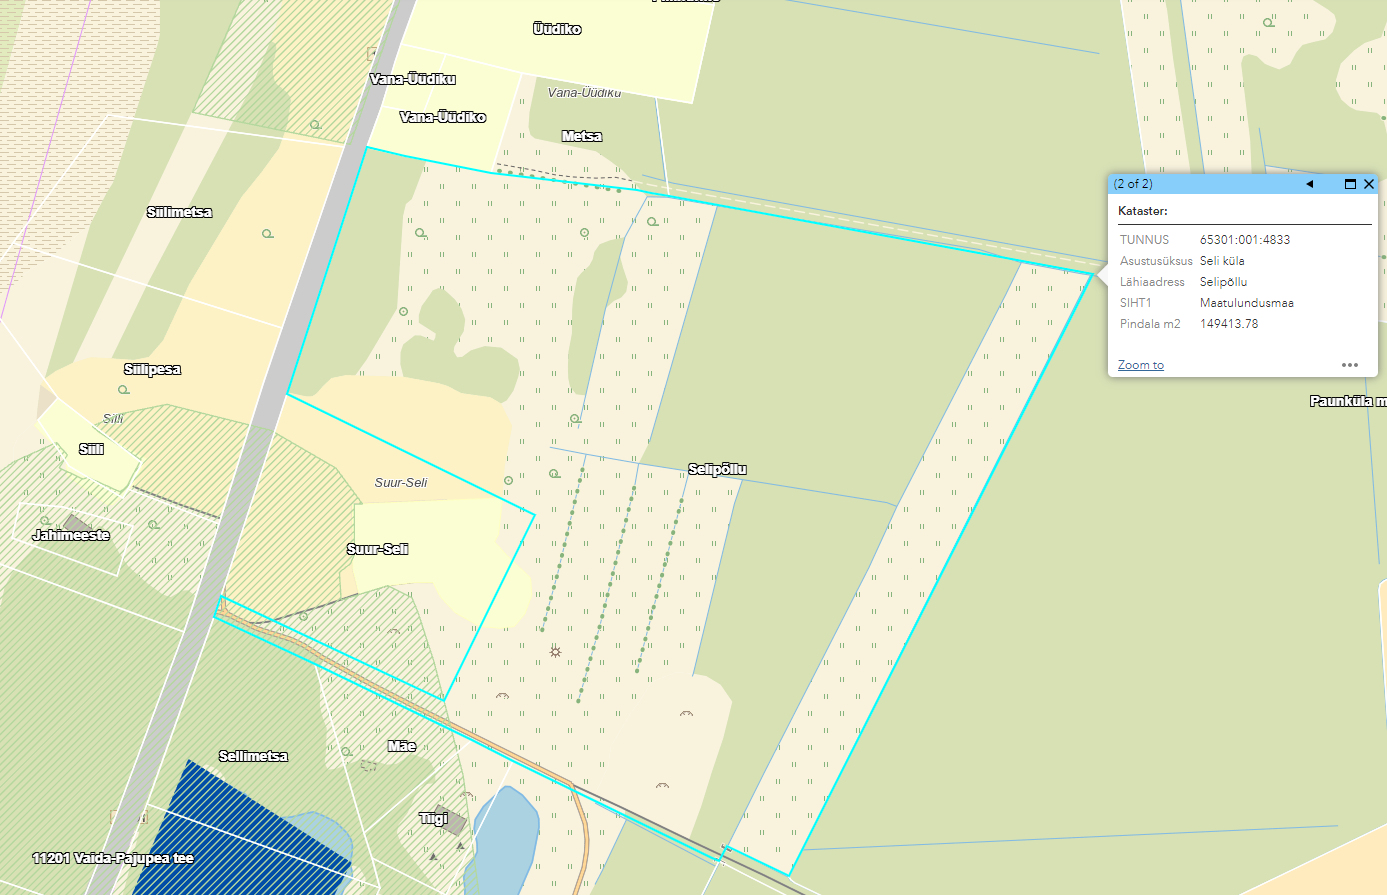 Üüdiko
Vana-Üüdiku
Vana-Üüdiku
Vana-Üüdiko
Metsa
(2 of 2)
Kataster:
TUNNUS 65301:001:4833
Asustusüksus Seli küla
Lähiaadress Selipõllu
SIHT1 Maatulundusmaa
Pindala m2 149413.78
Zoom to
Siilimetsa
Siilipesa
Siili
Siili
Paunküla m
Selipõllu
Suur-Seli
Suur-Seli
Jahimeeste
Mäe
Sellimetsa
Tiigi
11201 Vaida-Pajupea tee